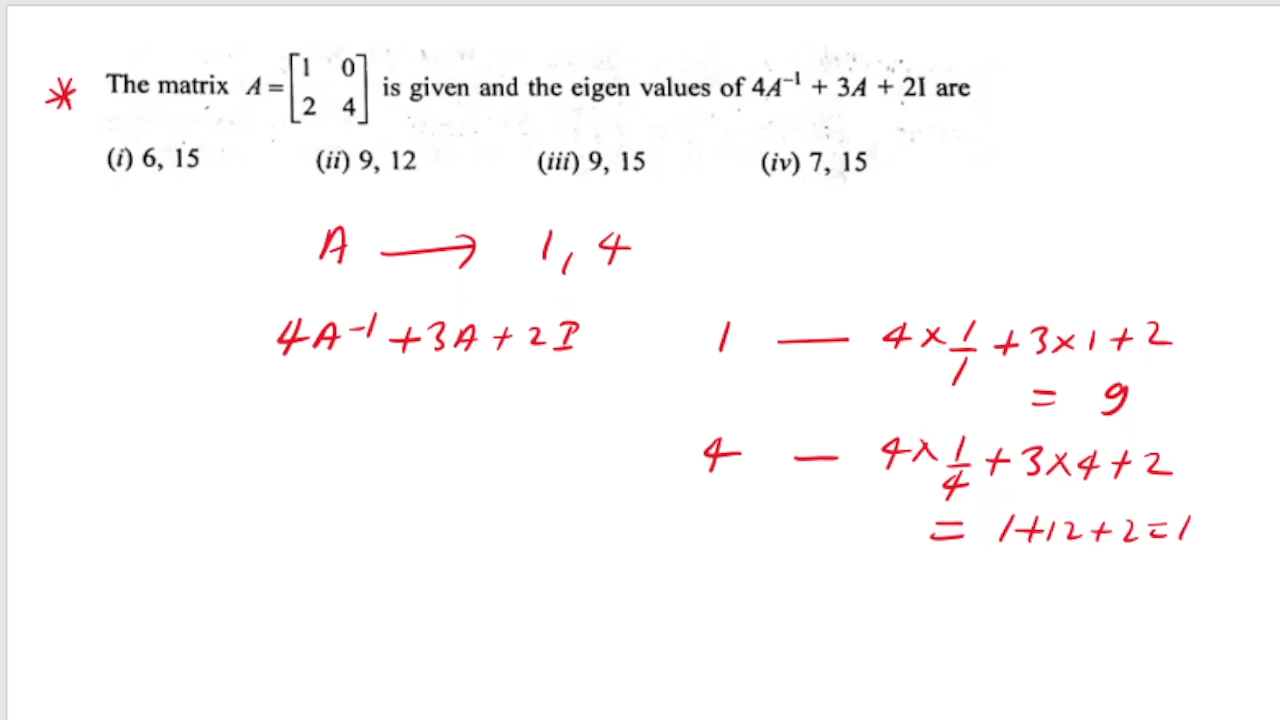 * The matrix A = [1 0 2 4] is given and the eigen values of 4A⁻¹ + 3A + 2I are
(i) 6, 15 (ii) 9, 12 (iii) 9, 15 (iv) 7, 15
A → 1, 4
4A⁻¹ + 3A + 2I 1 — 4 × 1/1 + 3 × 1 + 2
= 9
4 — 4 × 1/4 + 3 × 4 + 2
= 1 + 12 + 2 = 1